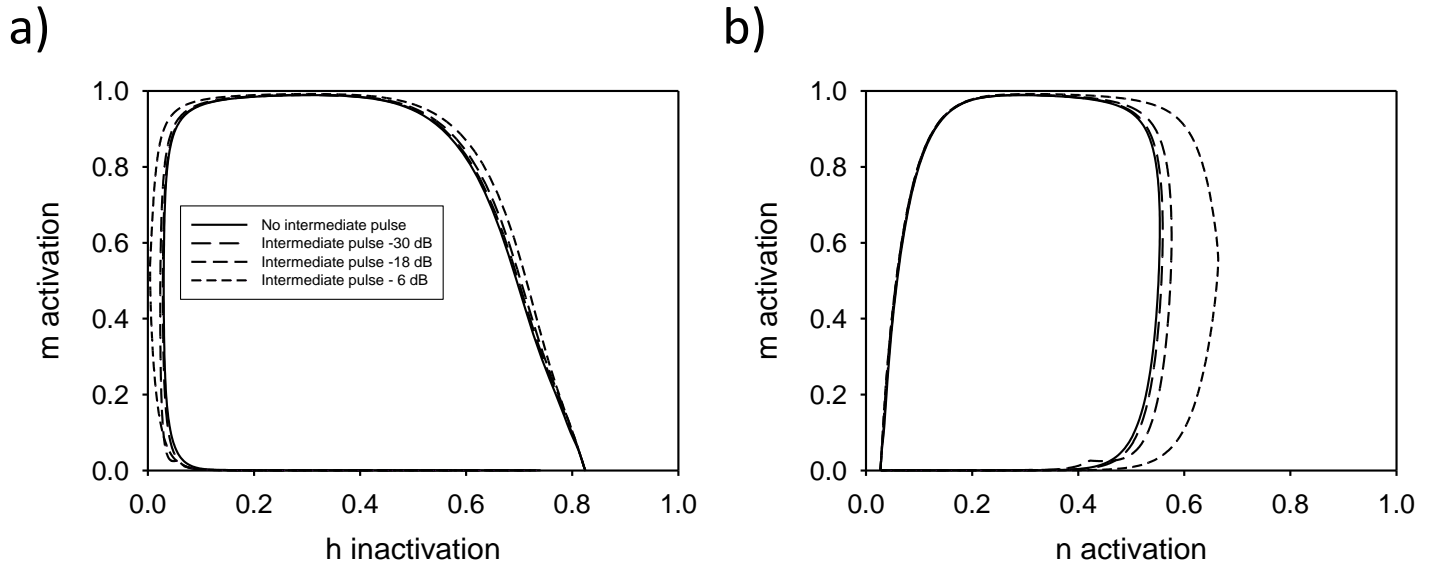 a)
1.0
0.8
0.6
0.4
0.2
0.0
m activation
No intermediate pulse
Intermediate pulse -30 dB
Intermediate pulse -18 dB
Intermediate pulse - 6 dB
0.0 0.2 0.4 0.6 0.8 1.0
h inactivation
b)
1.0
0.8
0.6
0.4
0.2
0.0
m activation
0.0 0.2 0.4 0.6 0.8 1.0
n activation